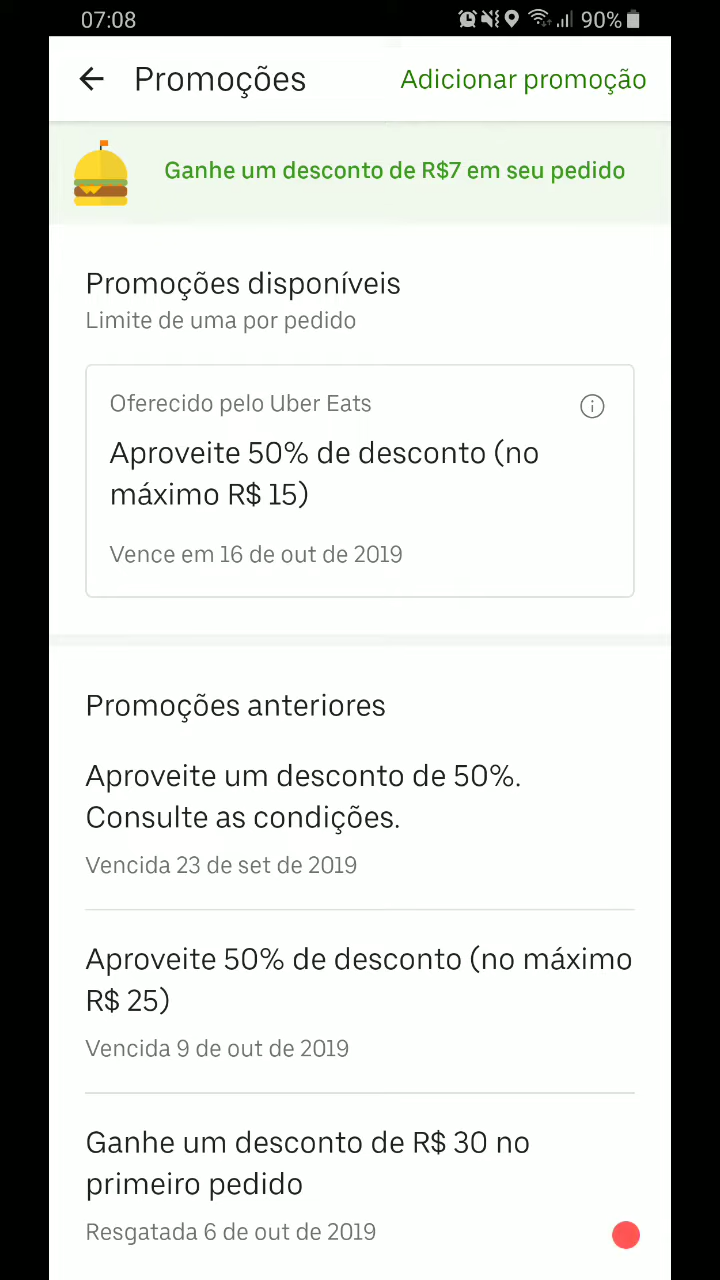 07:08
90%
Promoções
Adicionar promoção
Ganhe um desconto de R$7 em seu pedido
Promoções disponíveis
Limite de uma por pedido
Oferecido pelo Uber Eats
Aproveite 50% de desconto (no
máximo R$ 15)
Vence em 16 de out de 2019
Promoções anteriores
Aproveite um desconto de 50%.
Consulte as condições.
Vencida 23 de set de 2019
Aproveite 50% de desconto (no máximo
R$ 25)
Vencida 9 de out de 2019
Ganhe um desconto de R$ 30 no
primeiro pedido
Resgatada 6 de out de 2019